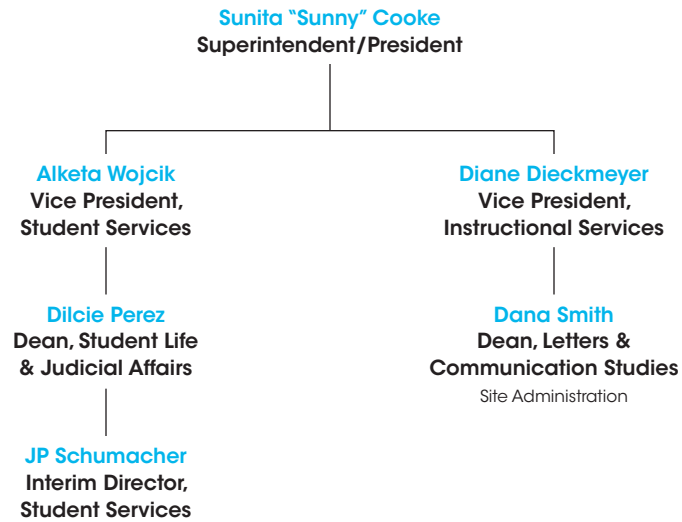 Sunita “Sunny” Cooke
Superintendent/President
Alketa Wojcik
Vice President,
Student Services
Diane Dieckmeyer
Vice President,
Instructional Services
Dilcie Perez
Dean, Student Life
& Judicial Affairs
Dana Smith
Dean, Letters &
Communication Studies
Site Administration
JP Schumacher
Interim Director,
Student Services